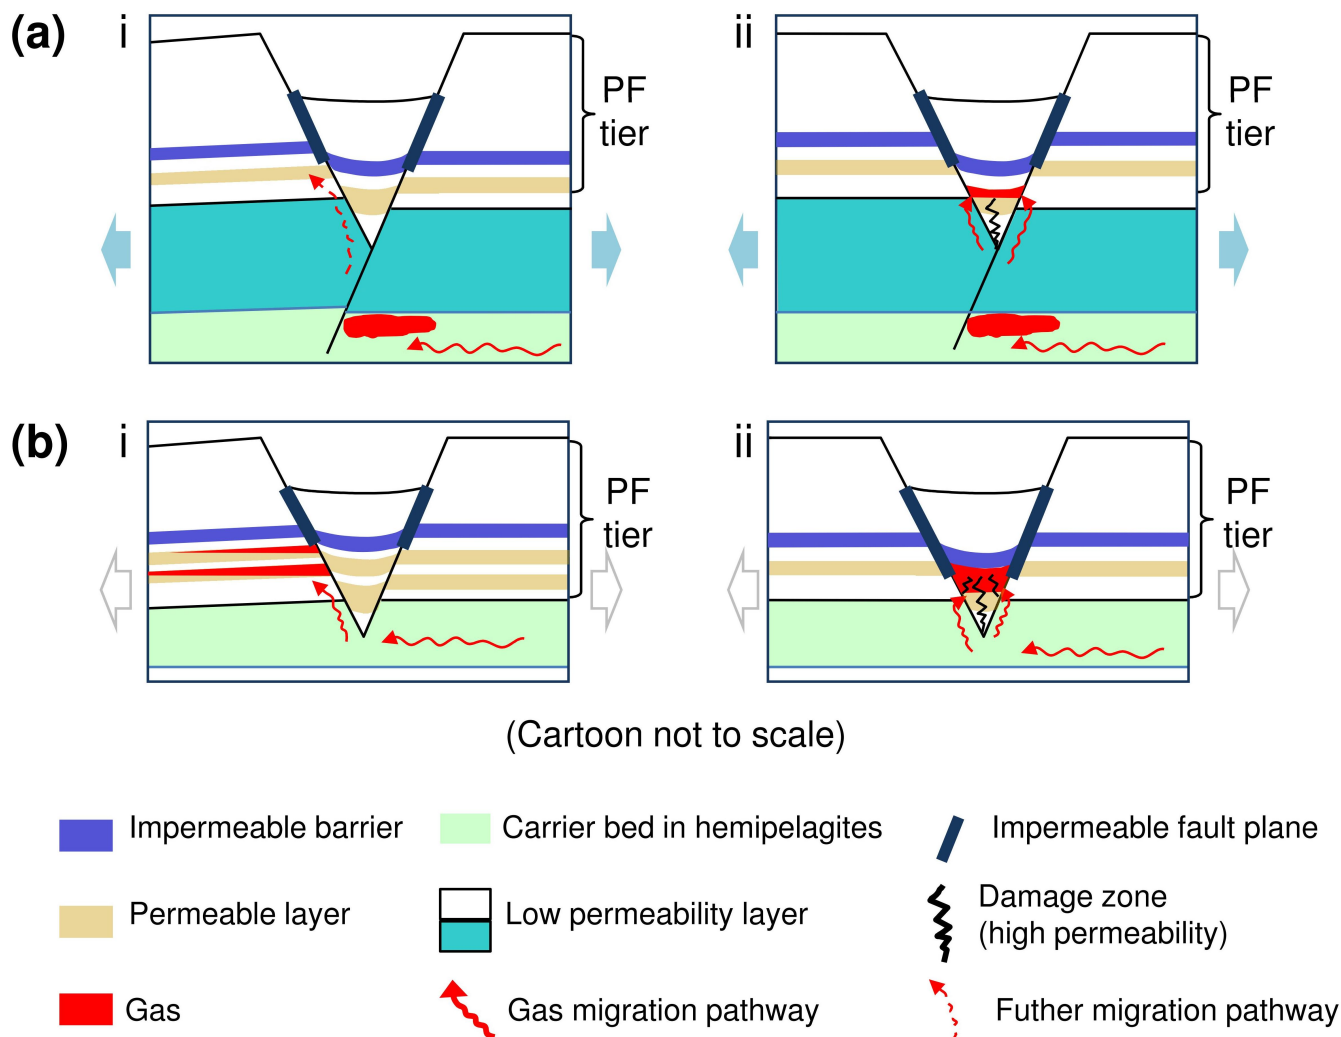 (a) i ii
PF
tier
PF
tier
(b) i ii
PF
tier
PF
tier
(Cartoon not to scale)
Impermeable barrier
Carrier bed in hemipelagites
Impermeable fault plane
Permeable layer
Low permeability layer
Damage zone
(high permeability)
Gas
Gas migration pathway
Futher migration pathway